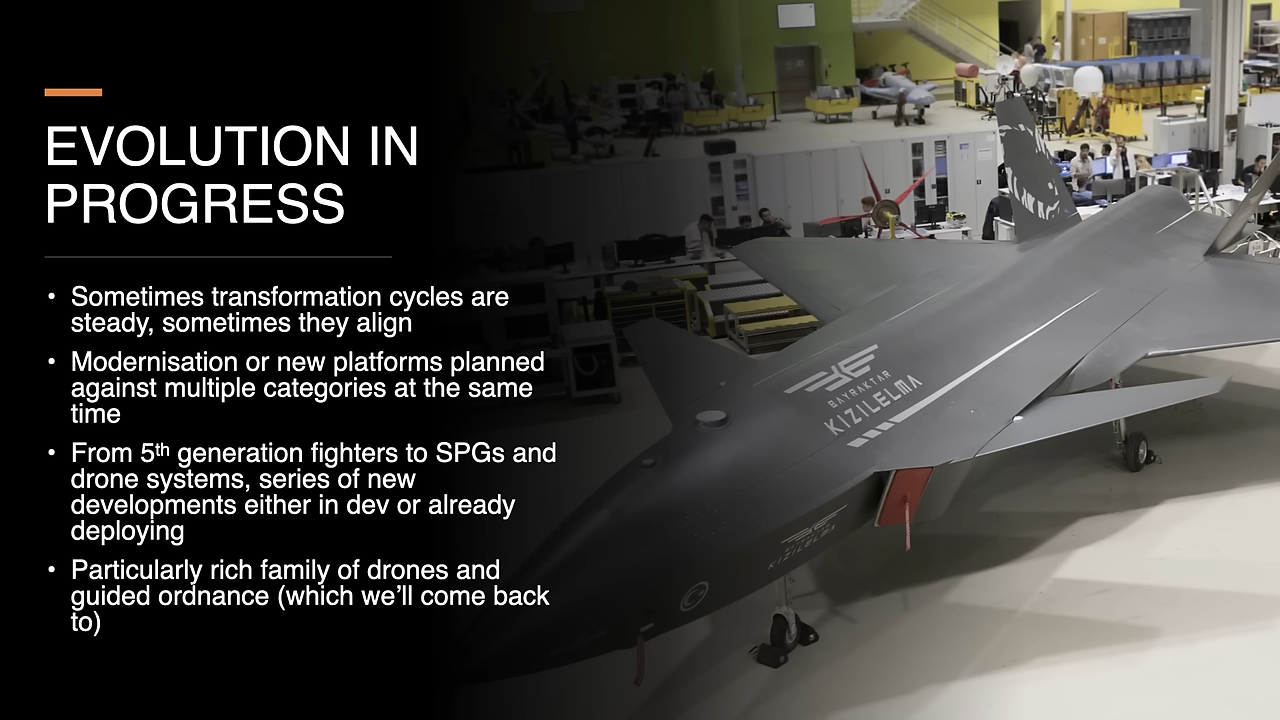 EVOLUTION IN
PROGRESS
• Sometimes transformation cycles are
steady, sometimes they align
• Modernisation or new platforms planned
against multiple categories at the same
time
• From 5th generation fighters to SPGs and
drone systems, series of new
developments either in dev or already
deploying
• Particularly rich family of drones and
guided ordnance (which we’ll come back
to)
BAYRAKTAR
KIZILELMA
KIZILELMA